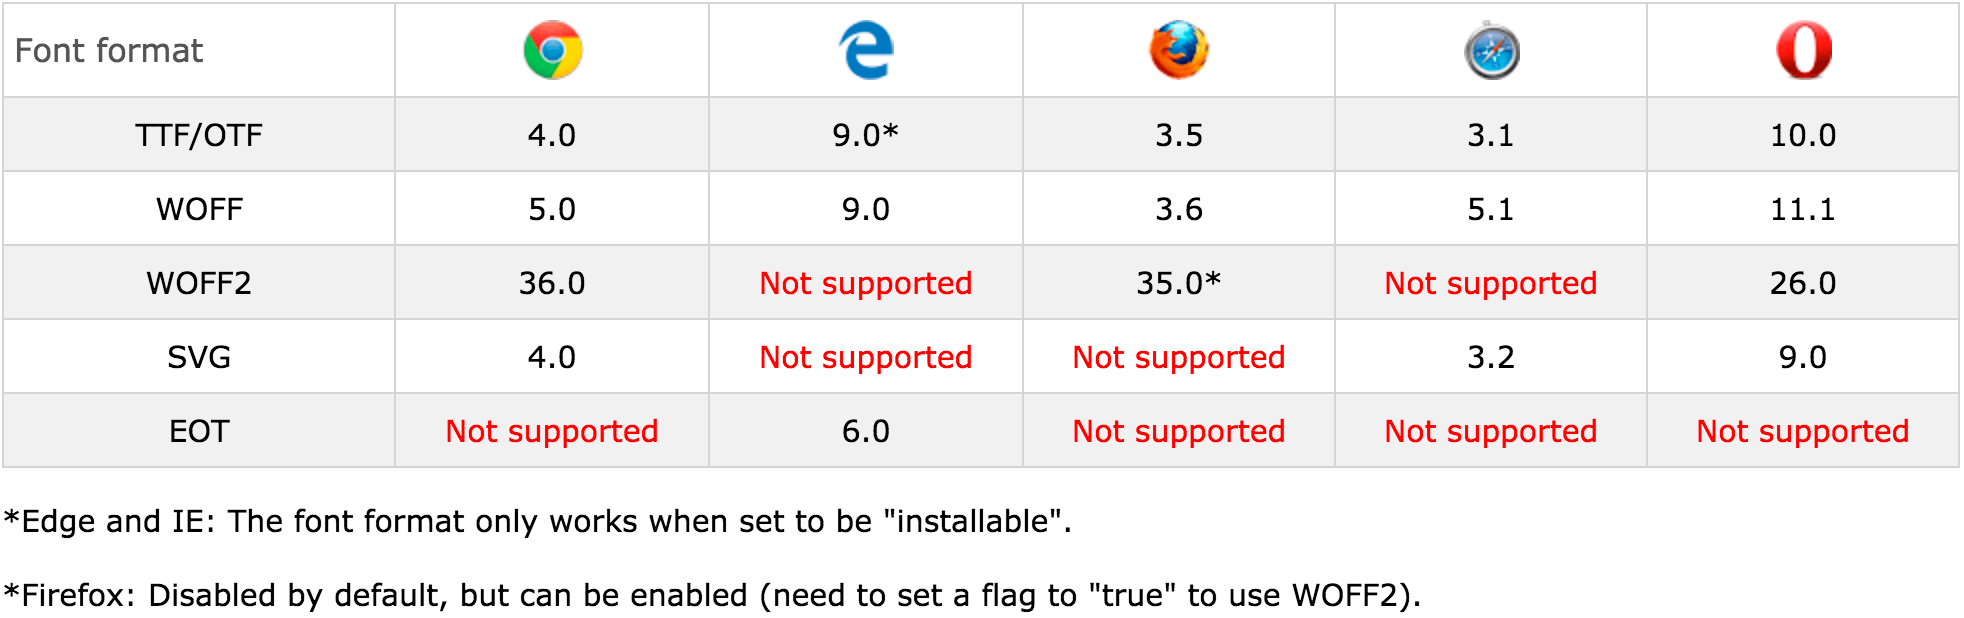 Font format
TTF/OTF 4.0 9.0* 3.5 3.1 10.0
WOFF 5.0 9.0 3.6 5.1 11.1
WOFF2 36.0 Not supported 35.0* Not supported 26.0
SVG 4.0 Not supported Not supported 3.2 9.0
EOT Not supported 6.0 Not supported Not supported Not supported
*Edge and IE: The font format only works when set to be "installable".
*Firefox: Disabled by default, but can be enabled (need to set a flag to "true" to use WOFF2).